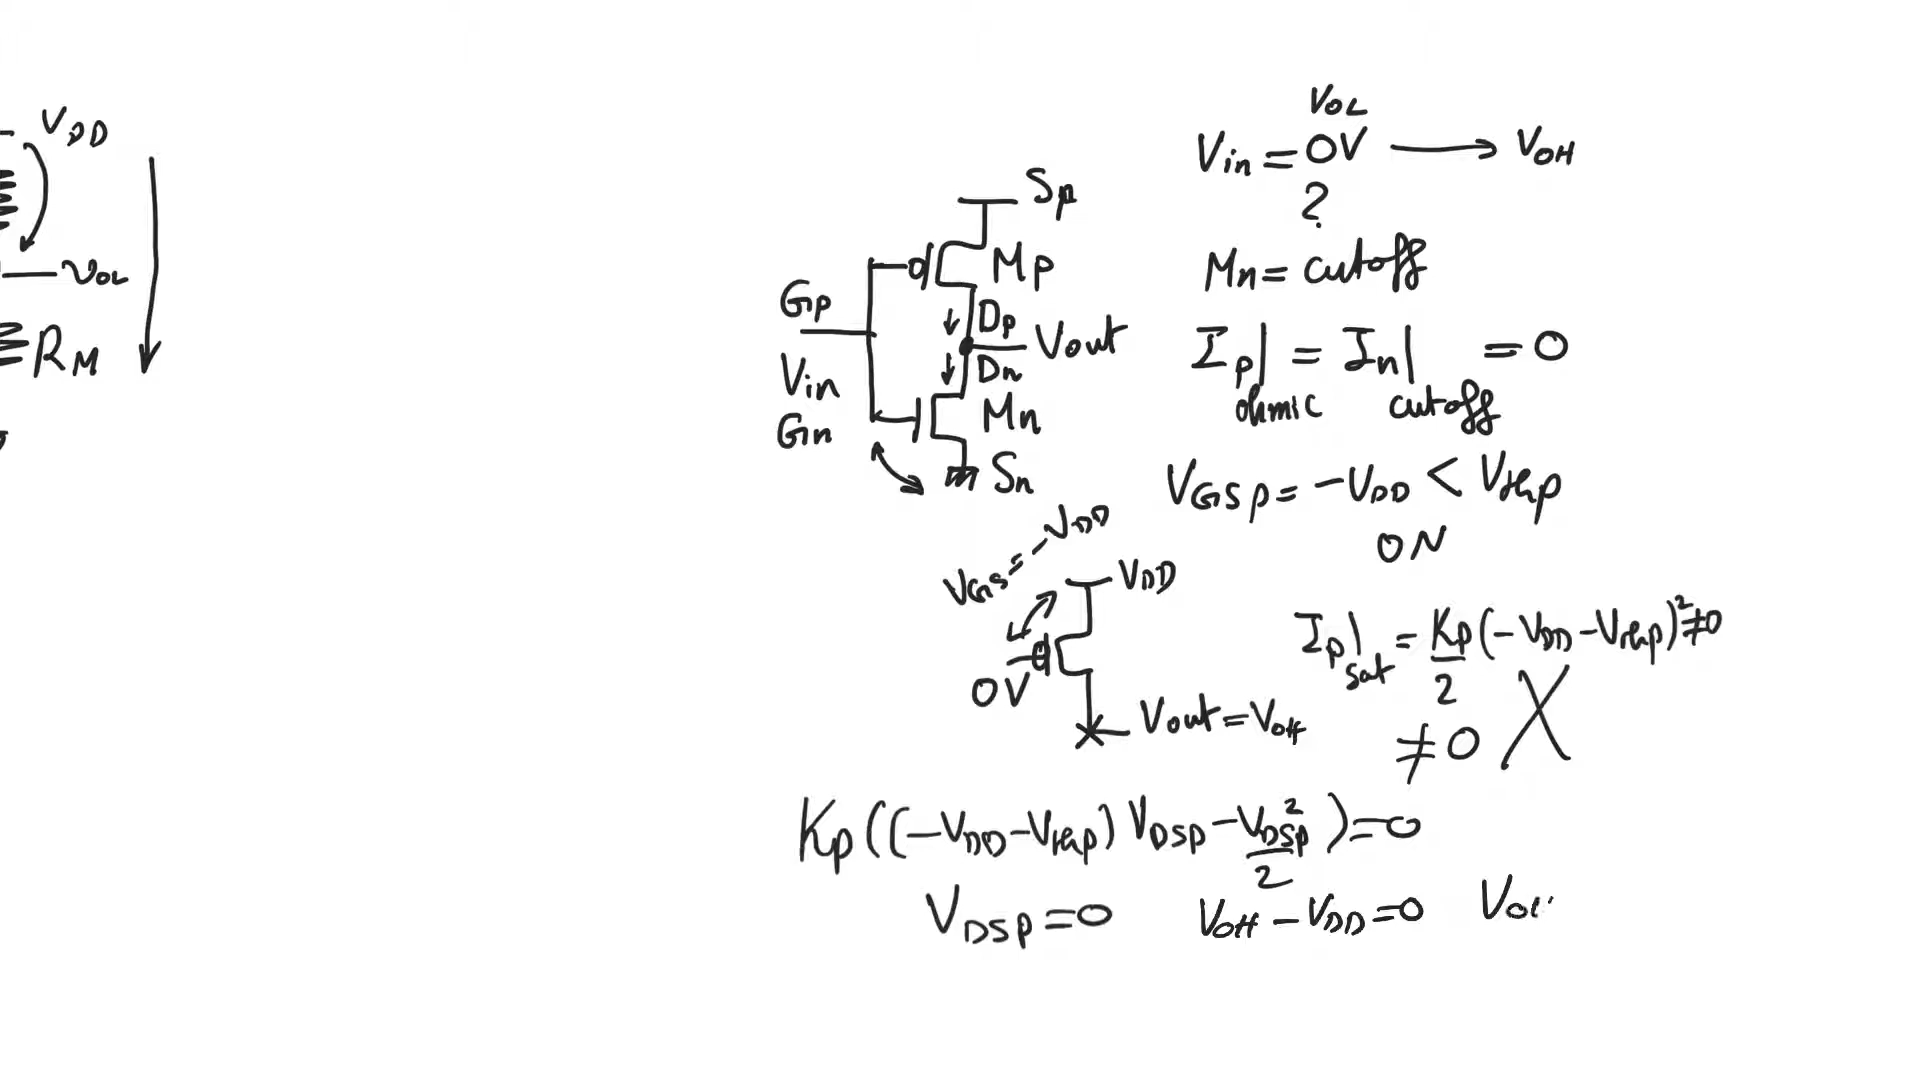 VDD
VOL
RM
Sp
Mp
Gp
Dp
Vout
Vin
Dn
Mn
Gn
Sn
VOL
Vin = 0V → VOH
?
Mn = cutoff
Ip| ohmic = In| cutoff = 0
VGSp = -VDD < Vthp
ON
VGS = -VDD
VDD
0V
Vout = VOH
Ip| sat = Kp/2 (-VDD - Vthp)² ≠ 0
≠ 0 X
Kp((-VDD - Vthp) VDSp - VDSp²/2) = 0
VDSp = 0 VOH - VDD = 0